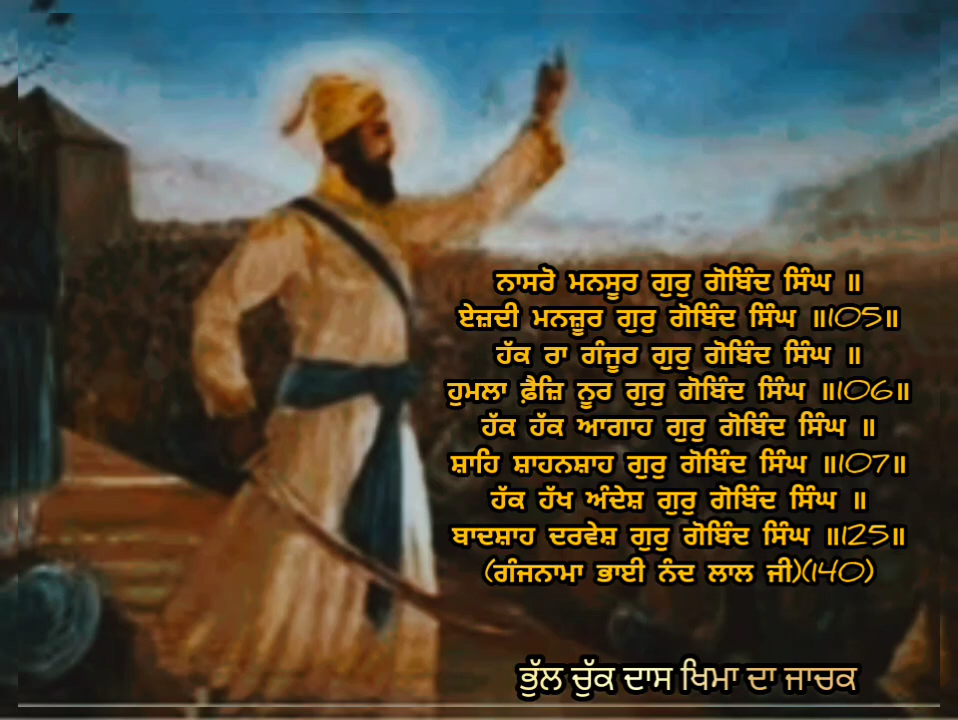 ਨਾਸਰੋ ਮਨਸੂਰ ਗੁਰੁ ਗੋਬਿੰਦ ਸਿੰਘ ॥
ਏਜ਼ਦੀ ਮਨਜ਼ੂਰ ਗੁਰੁ ਗੋਬਿੰਦ ਸਿੰਘ ॥105॥
ਹੱਕ ਰਾ ਗੰਜੂਰ ਗੁਰੁ ਗੋਬਿੰਦ ਸਿੰਘ ॥
ਹੁਮਲਾ ਫ਼ੈਜ਼ਿ ਨੂਰ ਗੁਰੁ ਗੋਬਿੰਦ ਸਿੰਘ ॥106॥
ਹੱਕ ਹੱਕ ਆਗਾਹ ਗੁਰੁ ਗੋਬਿੰਦ ਸਿੰਘ ॥
ਸ਼ਾਹਿ ਸ਼ਾਹਨਸ਼ਾਹ ਗੁਰੁ ਗੋਬਿੰਦ ਸਿੰਘ ॥107॥
ਹੱਕ ਹੱਖ ਅੰਦੇਸ਼ ਗੁਰੁ ਗੋਬਿੰਦ ਸਿੰਘ ॥
ਬਾਦਸ਼ਾਹ ਦਰਵੇਸ਼ ਗੁਰੁ ਗੋਬਿੰਦ ਸਿੰਘ ॥125॥
(ਗੰਜਨਾਮਾ ਭਾਈ ਨੰਦ ਲਾਲ ਜੀ)(140)
ਭੁੱਲ ਚੁੱਕ ਦਾਸ ਖਿਮਾ ਦਾ ਜਾਚਕ